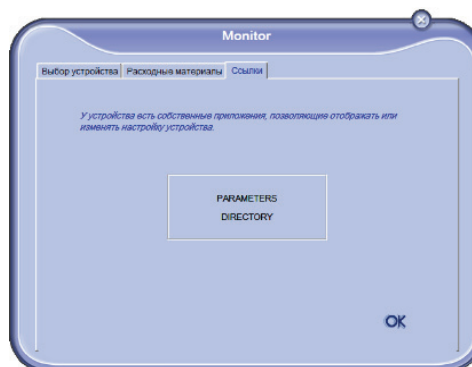 Monitor
Выбор устройства Расходные материалы Ссылки
У устройства есть собственные приложения, позволяющие отображать или
изменять настройку устройства.
PARAMETERS
DIRECTORY
OK